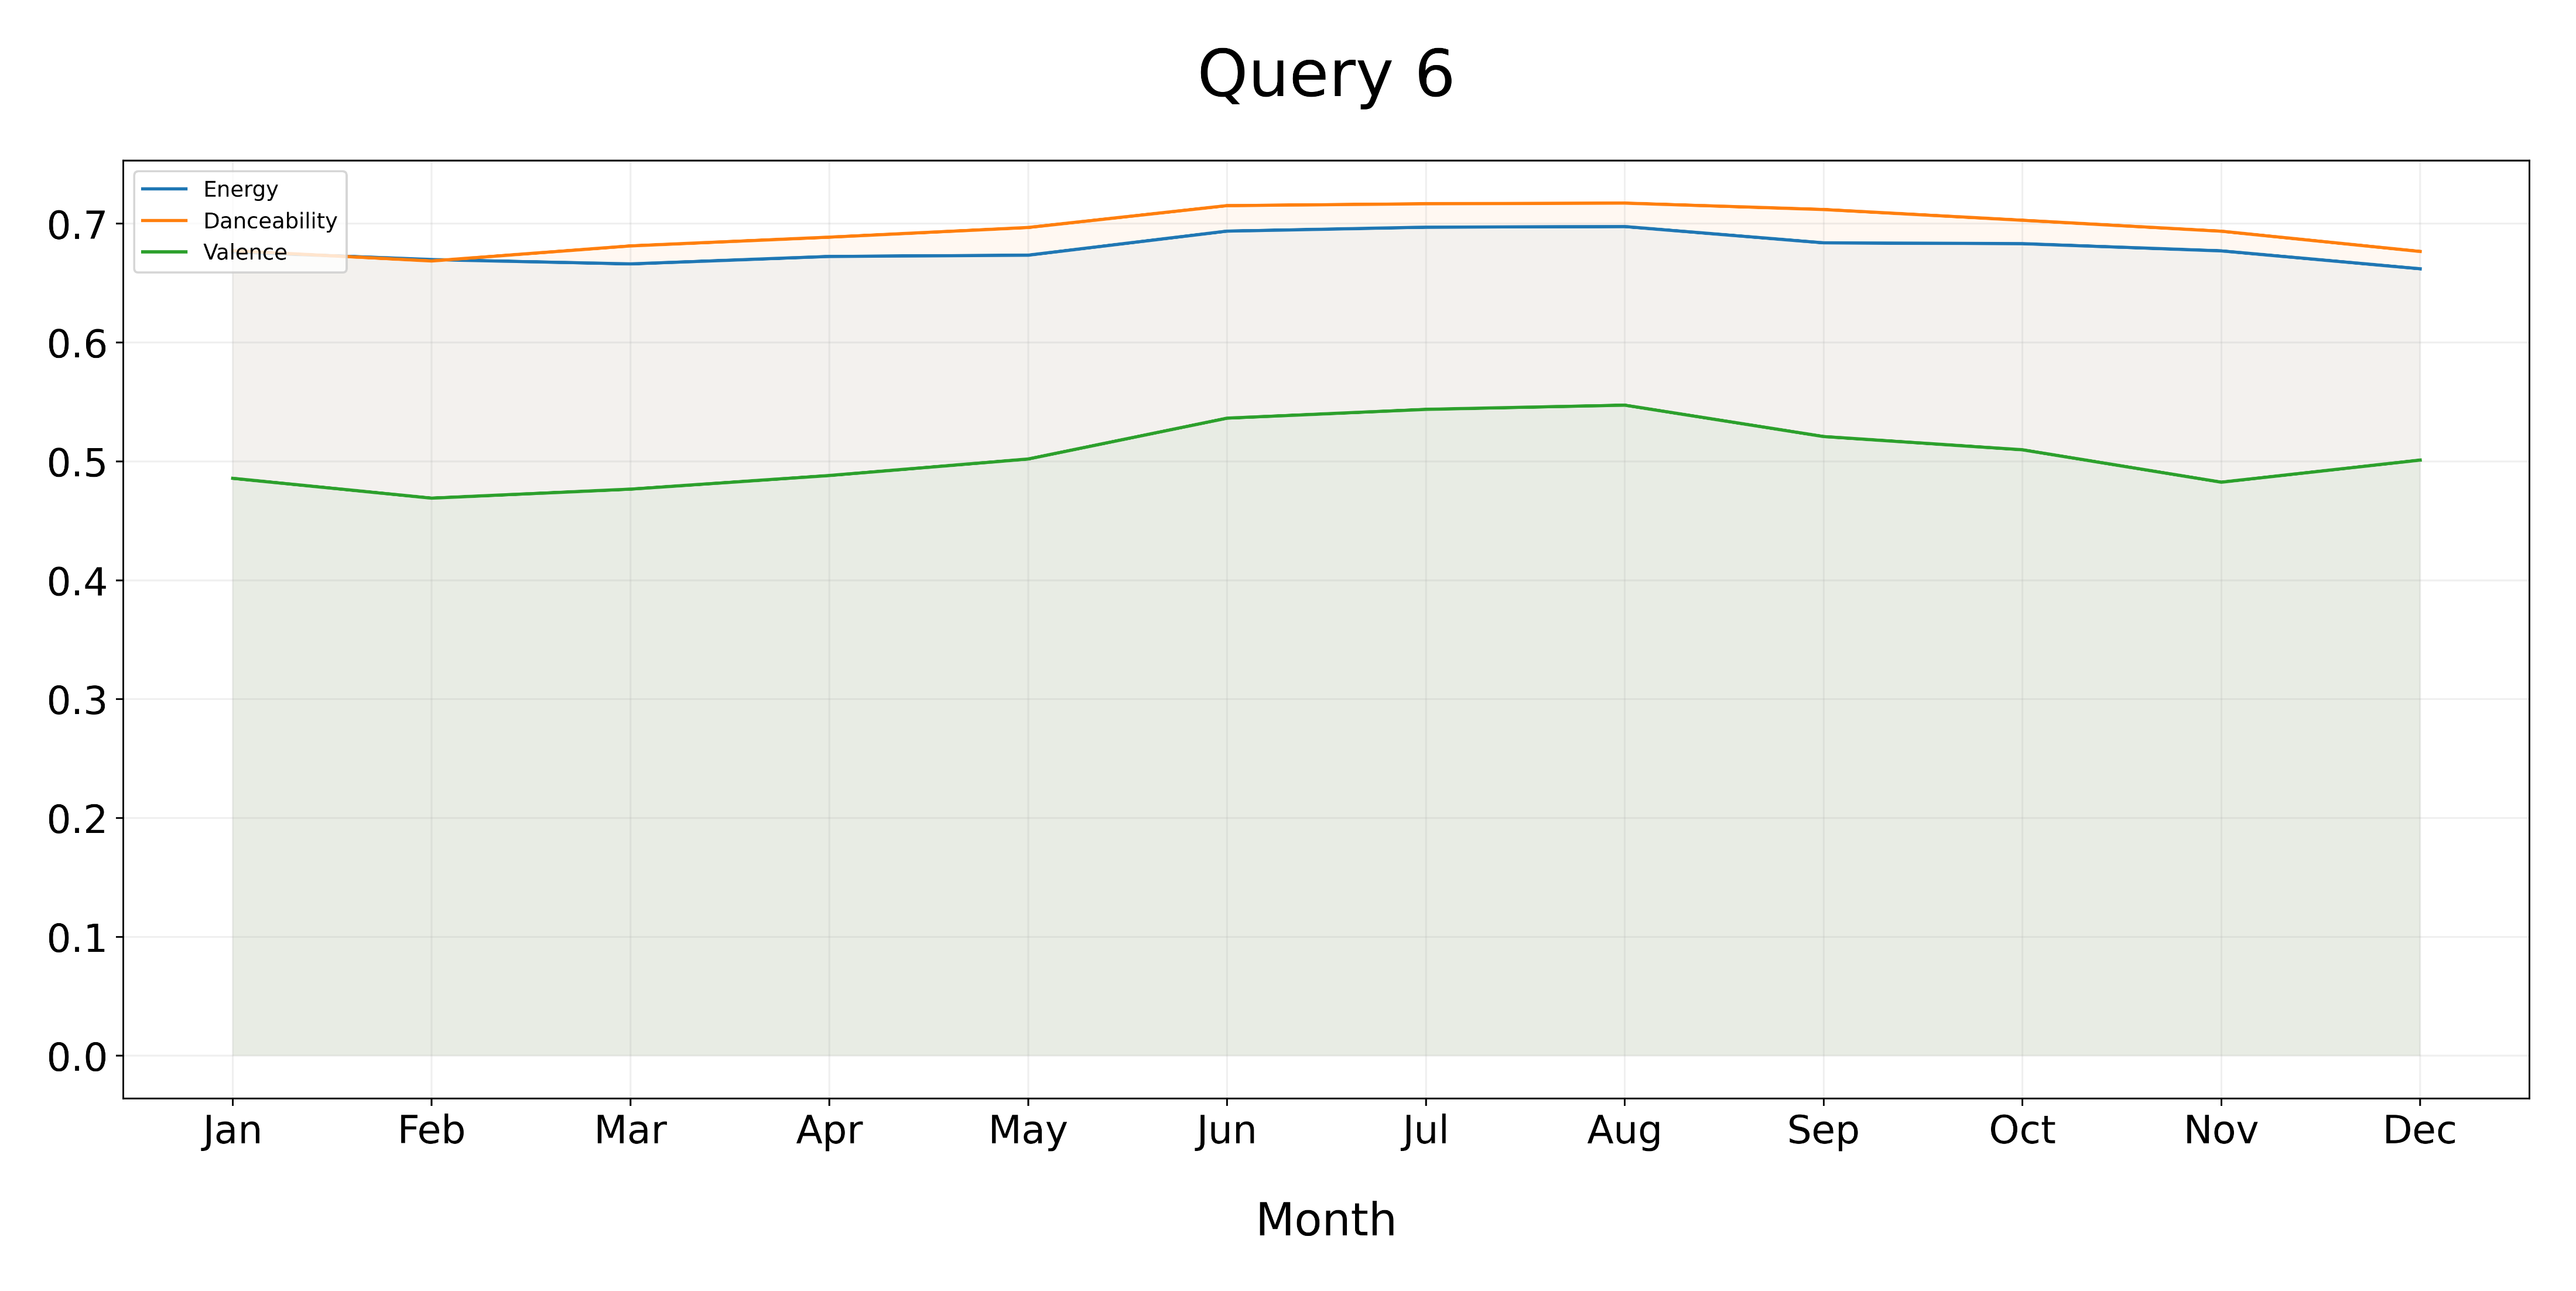 Query 6
Energy
Danceability
Valence
0.7
0.6
0.5
0.4
0.3
0.2
0.1
0.0
Jan Feb Mar Apr May Jun Jul Aug Sep Oct Nov Dec
Month